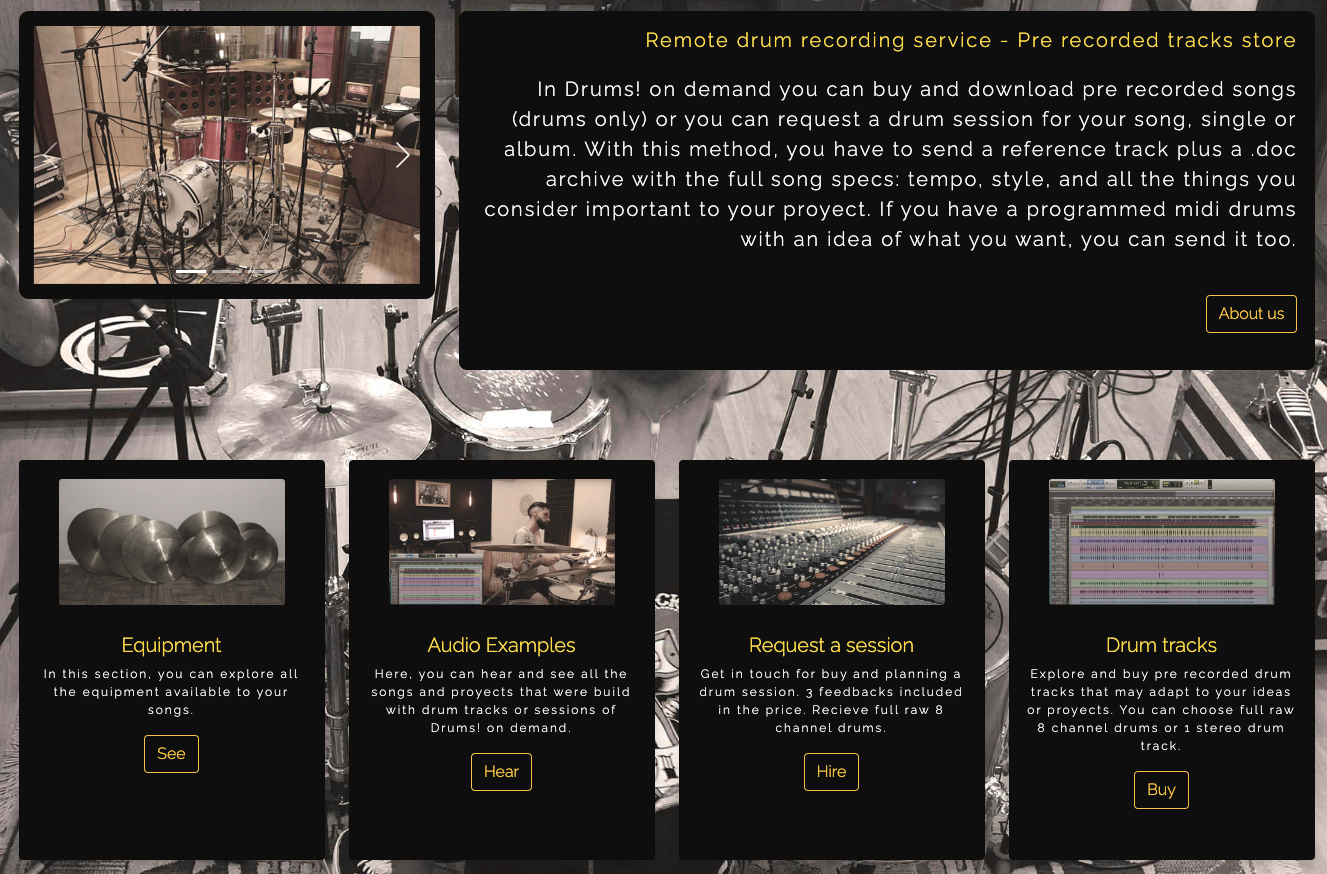 Remote drum recording service - Pre recorded tracks store
In Drums! on demand you can buy and download pre recorded songs
(drums only) or you can request a drum session for your song, single or
album. With this method, you have to send a reference track plus a .doc
archive with the full song specs: tempo, style, and all the things you
consider important to your proyect. If you have a programmed midi drums
with an idea of what you want, you can send it too.
About us
Equipment
In this section, you can explore all
the equipment available to your
songs.
See
Audio Examples
Here, you can hear and see all the
songs and proyects that were build
with drum tracks or sessions of
Drums! on demand.
Hear
Request a session
Get in touch for buy and planning a
drum session. 3 feedbacks included
in the price. Recieve full raw 8
channel drums.
Hire
Drum tracks
Explore and buy pre recorded drum
tracks that may adapt to your ideas
or proyects. You can choose full raw
8 channel drums or 1 stereo drum
track.
Buy